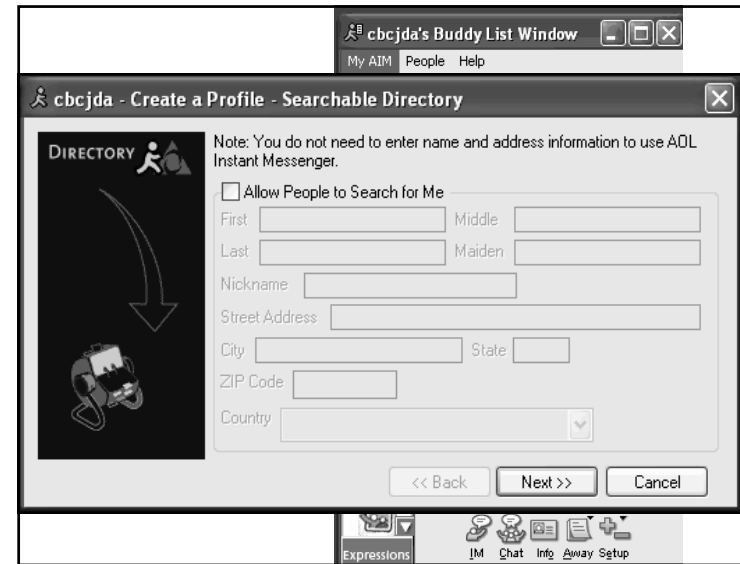 cbcjda's Buddy List Window
My AIM People Help
cbcjda - Create a Profile - Searchable Directory
DIRECTORY
Note: You do not need to enter name and address information to use AOL
Instant Messenger.
Allow People to Search for Me
First Middle
Last Maiden
Nickname
Street Address
City State
ZIP Code
Country
<< Back Next >> Cancel
Expressions IM Chat Info Away Setup